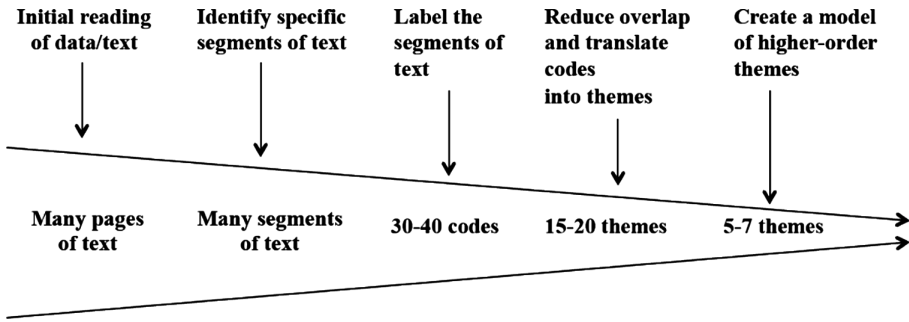 Initial reading
of data/text
Identify specific
segments of text
Label the
segments of
text
Reduce overlap
and translate
codes
into themes
Create a model
of higher-order
themes
Many pages
of text
Many segments
of text
30-40 codes
15-20 themes
5-7 themes